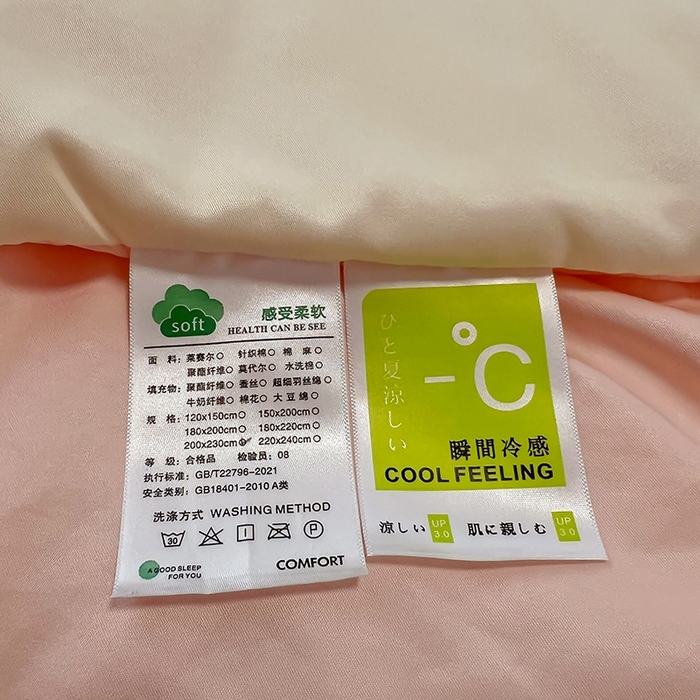 soft
感受柔软
HEALTH CAN BE SEE
面 料: 莱赛尔○ 针织棉○ 棉 麻○
聚酯纤维○ 莫代尔○ 水洗棉○
填充物: 聚酯纤维○ 蚕丝○ 超细羽丝绵○
牛奶纤维○ 棉花○ 大豆绵○
规 格: 120x150cm○ 150x200cm○
180x200cm○ 180x220cm○
200x230cm○ 220x240cm○
等 级: 合格品 检验员: 08
执行标准: GB/T22796-2021
安全类别: GB18401-2010 A类
洗涤方式 WASHING METHOD
30 P
A GOOD SLEEP
FOR YOU
COMFORT
ひと夏涼しい
-°C
瞬間冷感
COOL FEELING
涼しい UP 3.0 肌に親しむ UP 3.0